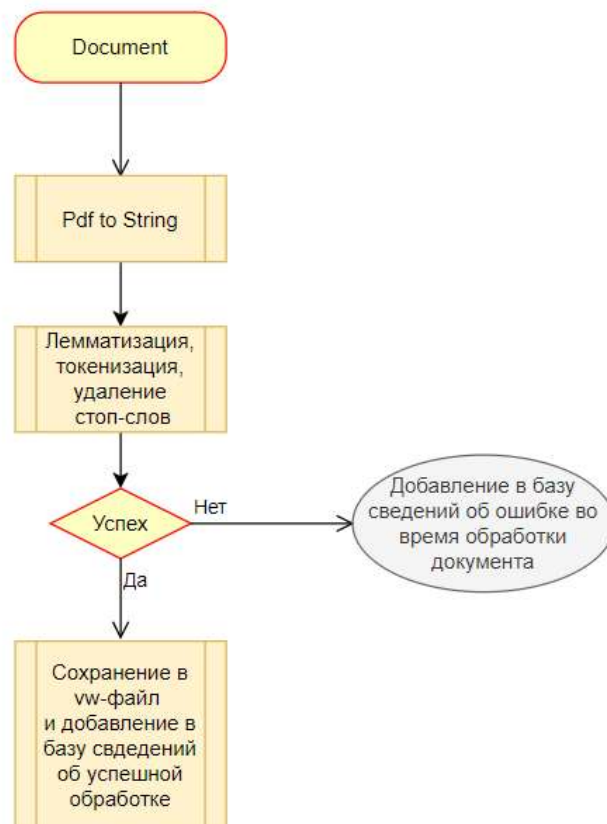 Document
Pdf to String
Лемматизация,
токенизация,
удаление
стоп-слов
Успех
Нет
Добавление в базу
сведений об ошибке во
время обработки
документа
Да
Сохранение в
vw-файл
и добавление в
базу свдедений
об успешной
обработке